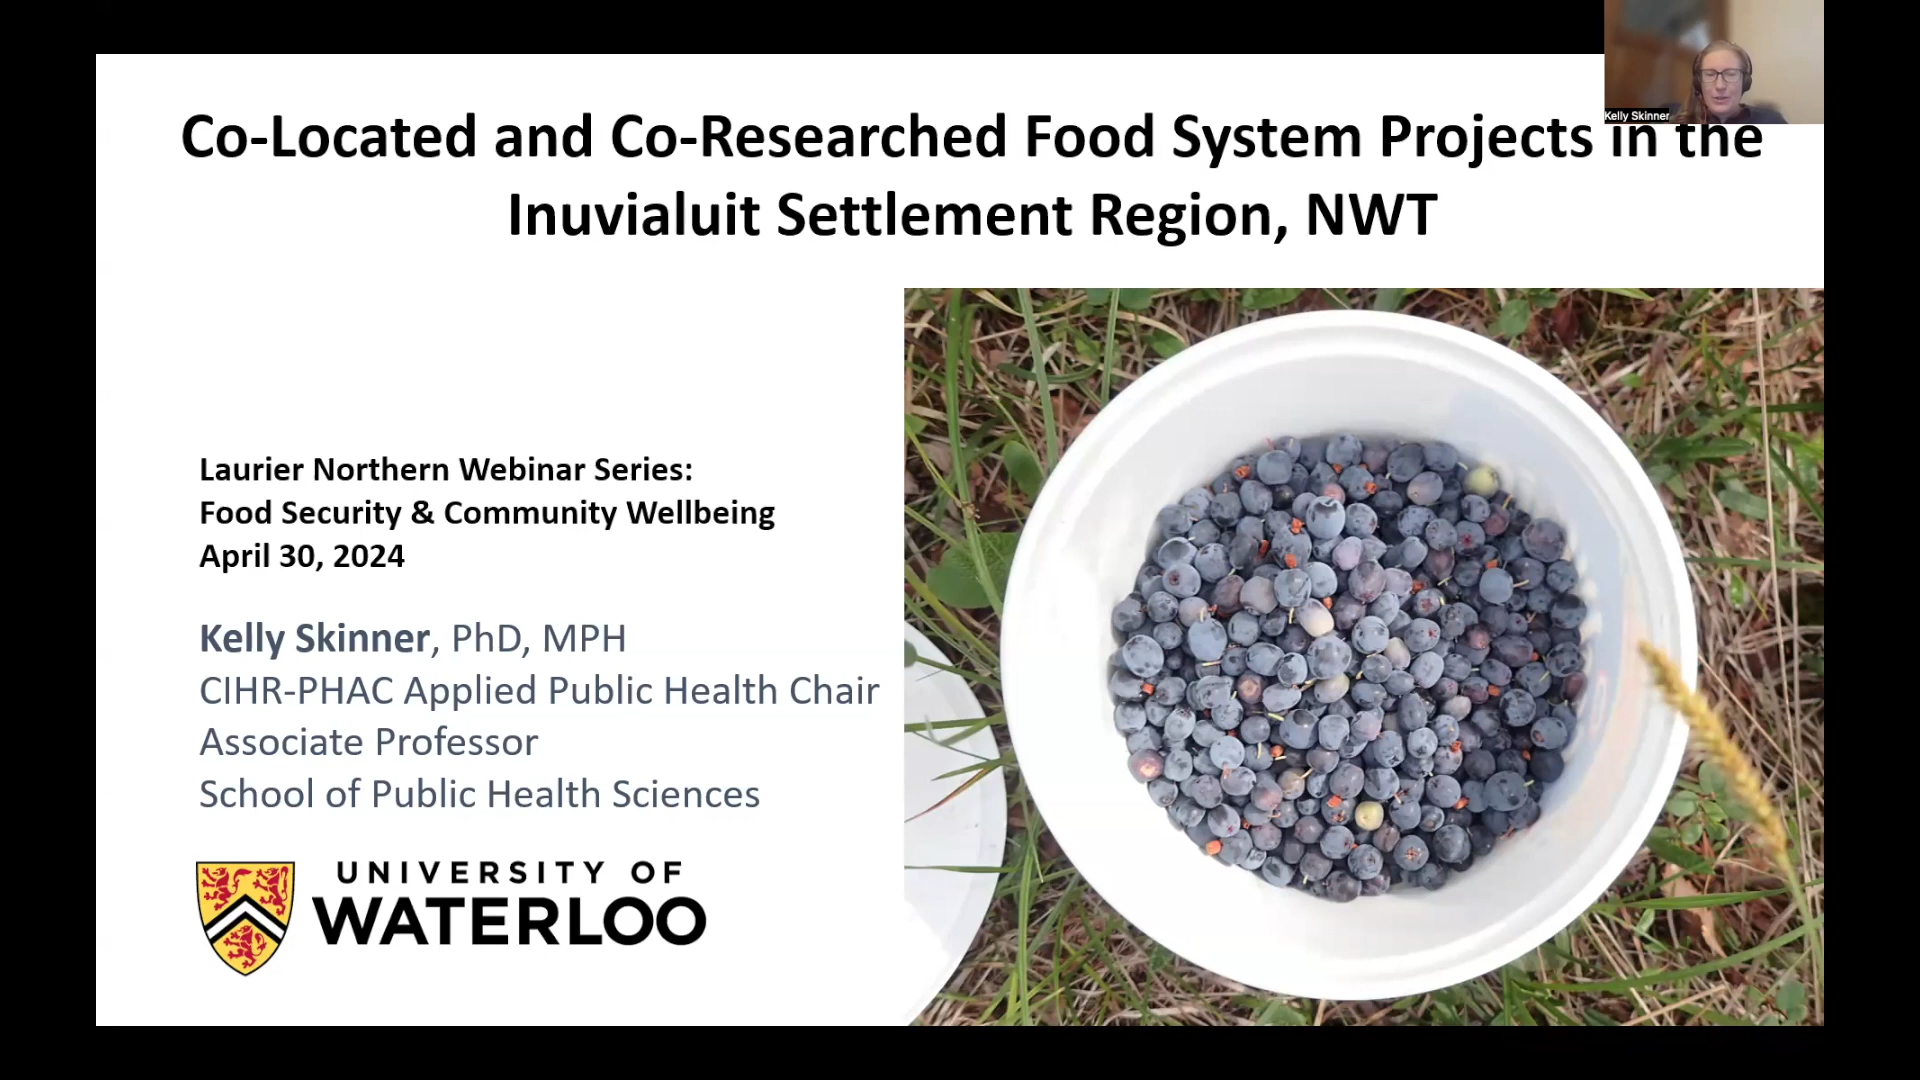 Kelly Skinner
Co-Located and Co-Researched Food System Projects in the
Inuvialuit Settlement Region, NWT
Laurier Northern Webinar Series:
Food Security & Community Wellbeing
April 30, 2024
Kelly Skinner, PhD, MPH
CIHR-PHAC Applied Public Health Chair
Associate Professor
School of Public Health Sciences
UNIVERSITY OF
WATERLOO